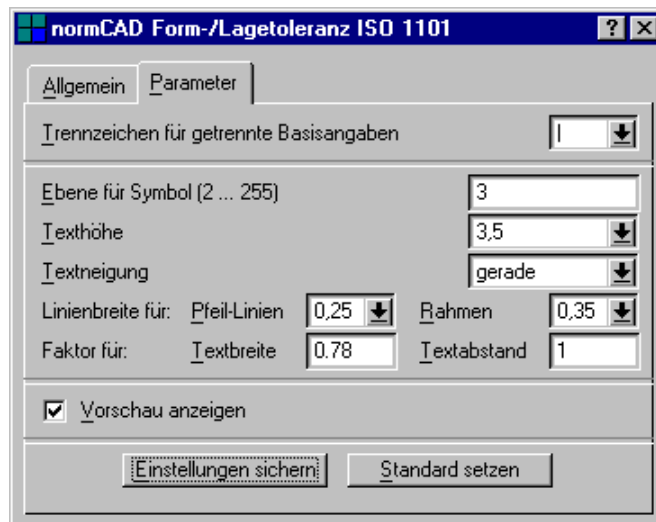 normCAD Form-/Lagetoleranz ISO 1101 ? ×
Allgemein Parameter
Trennzeichen für getrennte Basisangaben |
Ebene für Symbol (2 ... 255) 3
Texthöhe 3,5
Textneigung gerade
Linienbreite für: Pfeil-Linien 0,25 Rahmen 0,35
Faktor für: Textbreite 0.78 Textabstand 1
Vorschau anzeigen
Einstellungen sichern Standard setzen